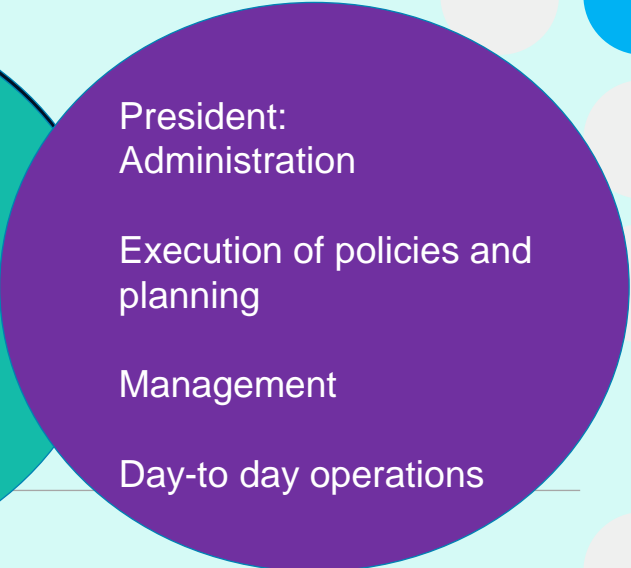 President:
Administration
Execution of policies and
planning
Management
Day-to day operations